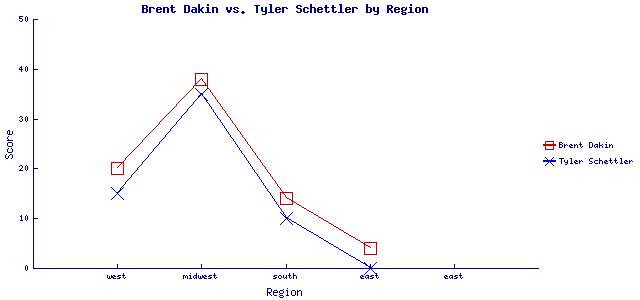 Brent Dakin vs. Tyler Schettler by Region
50
40
30
20
10
0
Score
west midwest south east east
Region
Brent Dakin
Tyler Schettler